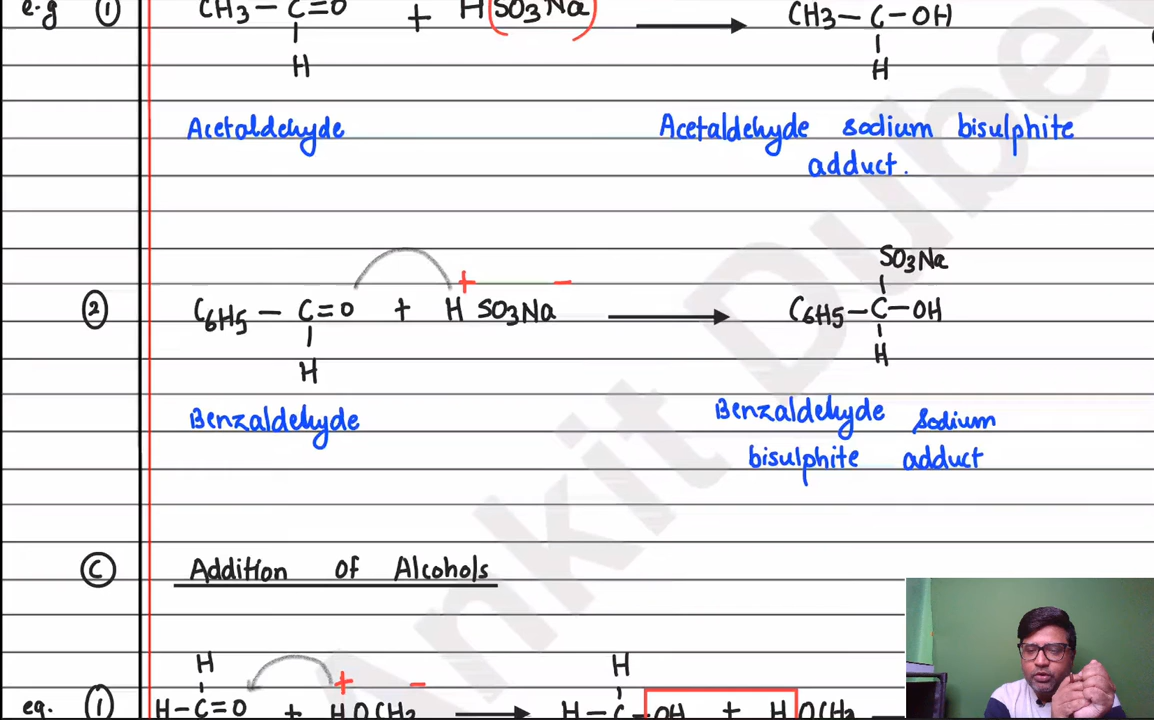 e.g ① CH3 — C=O + H(SO3Na) → CH3 — C — OH
H H
Acetaldehyde Acetaldehyde sodium bisulphite
adduct.
SO3Na
② C6H5 — C=O + H+ SO3Na- → C6H5 — C — OH
H H
Benzaldehyde Benzaldehyde sodium
bisulphite adduct
Ⓒ Addition of Alcohols
H H
eg. ① H — C=O + H+ OCH3- → H — C — OH + H OCH3
Ankit Dube